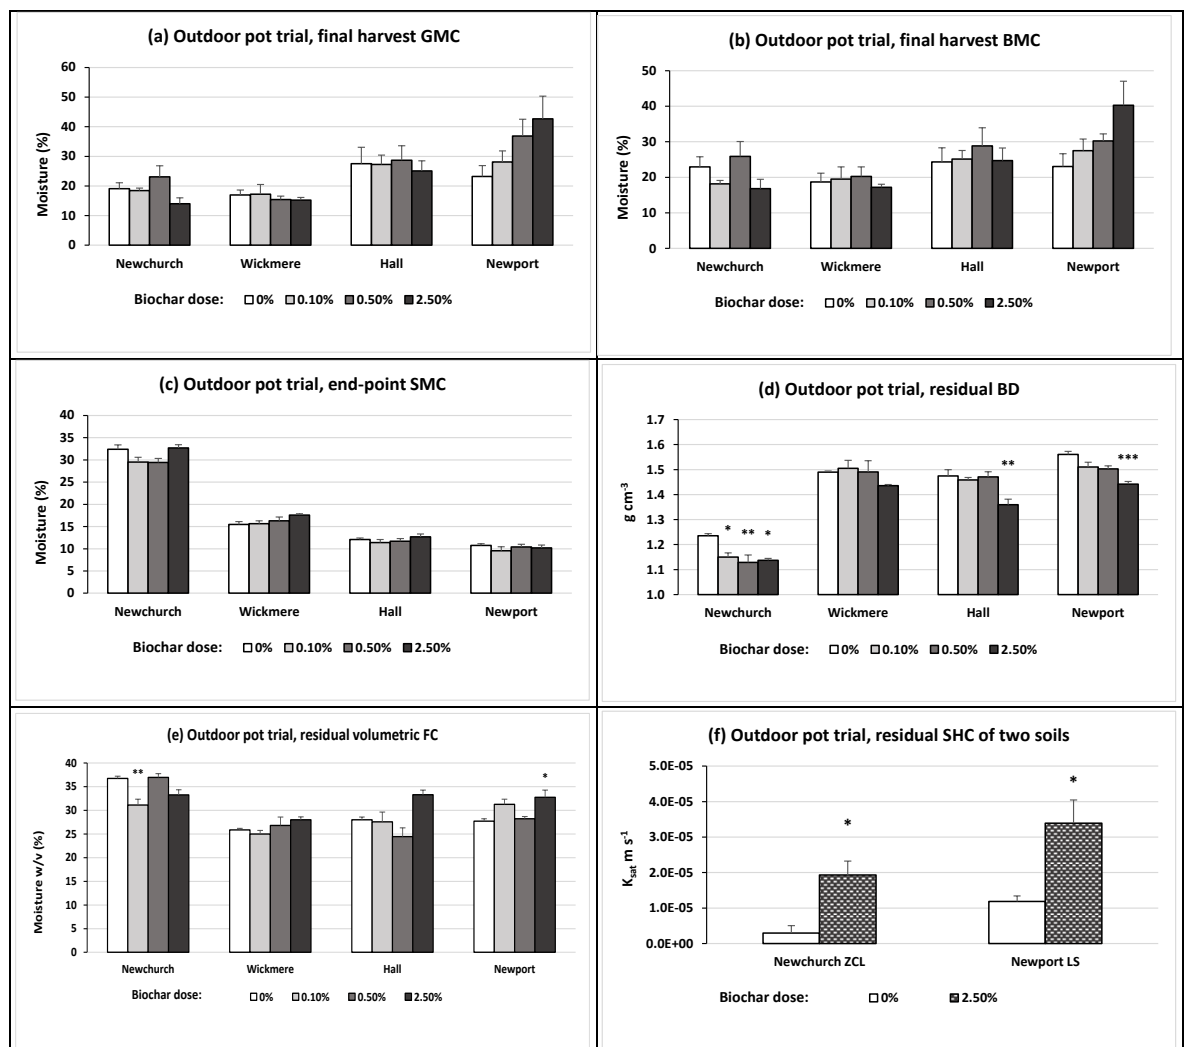 (a) Outdoor pot trial, final harvest GMC
60
50
40
30
20
10
0
Moisture (%)
Newchurch Wickmere Hall Newport
Biochar dose: 0% 0.10% 0.50% 2.50%
(b) Outdoor pot trial, final harvest BMC
50
40
30
20
10
0
Moisture (%)
Newchurch Wickmere Hall Newport
Biochar dose: 0% 0.10% 0.50% 2.50%
(c) Outdoor pot trial, end-point SMC
40
35
30
25
20
15
10
5
0
Moisture (%)
Newchurch Wickmere Hall Newport
Biochar dose: 0% 0.10% 0.50% 2.50%
(d) Outdoor pot trial, residual BD
1.7
1.6
1.5
1.4
1.3
1.2
1.1
1.0
g cm⁻³
* ** * ** ***
Newchurch Wickmere Hall Newport
Biochar dose: 0% 0.10% 0.50% 2.50%
(e) Outdoor pot trial, residual volumetric FC
40
35
30
25
20
15
10
5
0
Moisture w/v (%)
** *
Newchurch Wickmere Hall Newport
Biochar dose: 0% 0.10% 0.50% 2.50%
(f) Outdoor pot trial, residual SHC of two soils
5.0E-05
4.0E-05
3.0E-05
2.0E-05
1.0E-05
0.0E+00
Ksat m s⁻¹
* *
Newchurch ZCL Newport LS
Biochar dose: 0% 2.50%